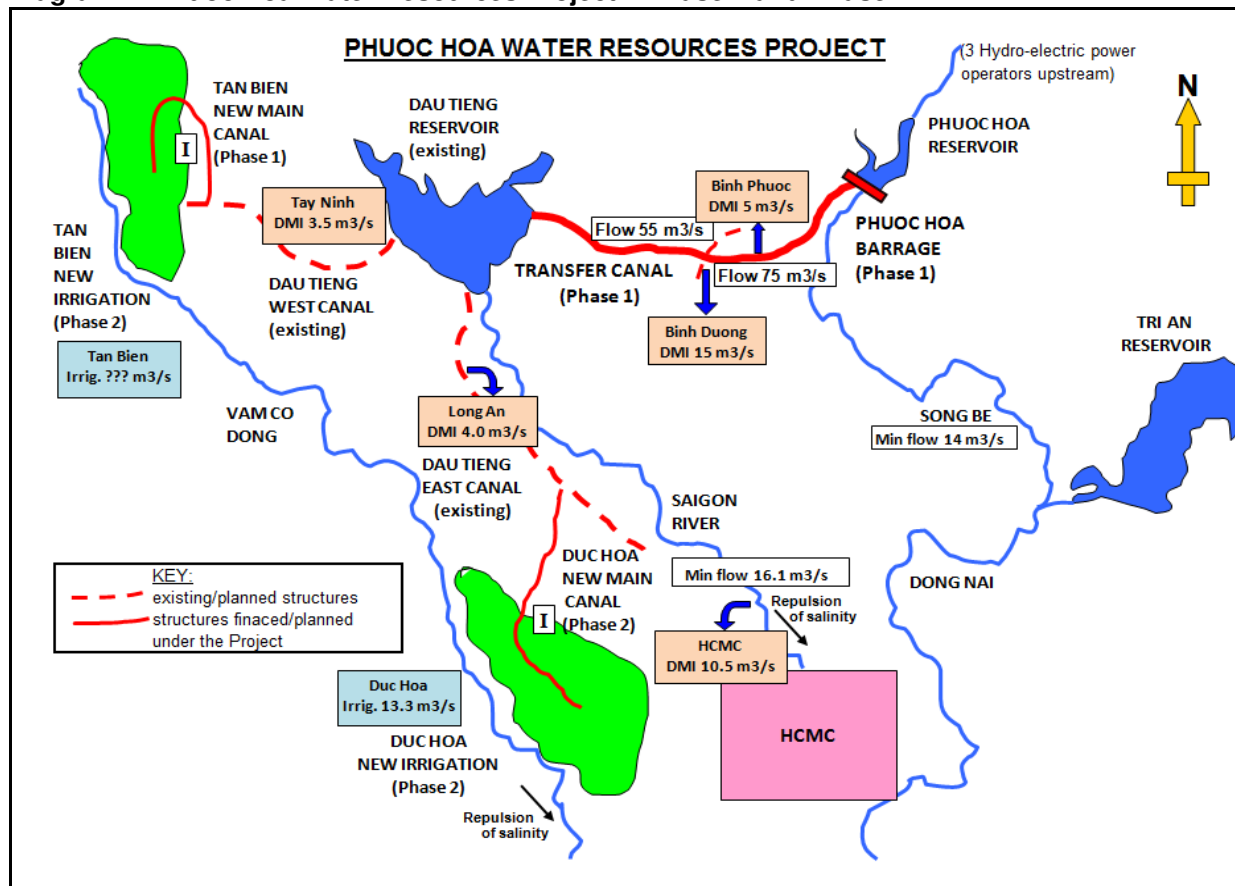 PHUOC HOA WATER RESOURCES PROJECT
(3 Hydro-electric power
operators upstream)
N
TAN BIEN
NEW MAIN
CANAL
(Phase 1)
I
DAU TIENG
RESERVOIR
(existing)
PHUOC HOA
RESERVOIR
Tay Ninh
DMI 3.5 m3/s
Binh Phuoc
DMI 5 m3/s
Flow 55 m3/s
Flow 75 m3/s
PHUOC HOA
BARRAGE
(Phase 1)
TAN
BIEN
NEW
IRRIGATION
(Phase 2)
DAU TIENG
WEST CANAL
(existing)
TRANSFER CANAL
(Phase 1)
Binh Duong
DMI 15 m3/s
TRI AN
RESERVOIR
Tan Bien
Irrig. ??? m3/s
VAM CO
DONG
Long An
DMI 4.0 m3/s
SONG BE
Min flow 14 m3/s
DAU TIENG
EAST CANAL
(existing)
SAIGON
RIVER
KEY:
existing/planned structures
structures finaced/planned
under the Project
DUC HOA
NEW MAIN
CANAL
(Phase 2)
I
Min flow 16.1 m3/s
DONG NAI
Repulsion
of salinity
HCMC
DMI 10.5 m3/s
Duc Hoa
Irrig. 13.3 m3/s
HCMC
DUC HOA
NEW IRRIGATION
(Phase 2)
Repulsion
of salinity